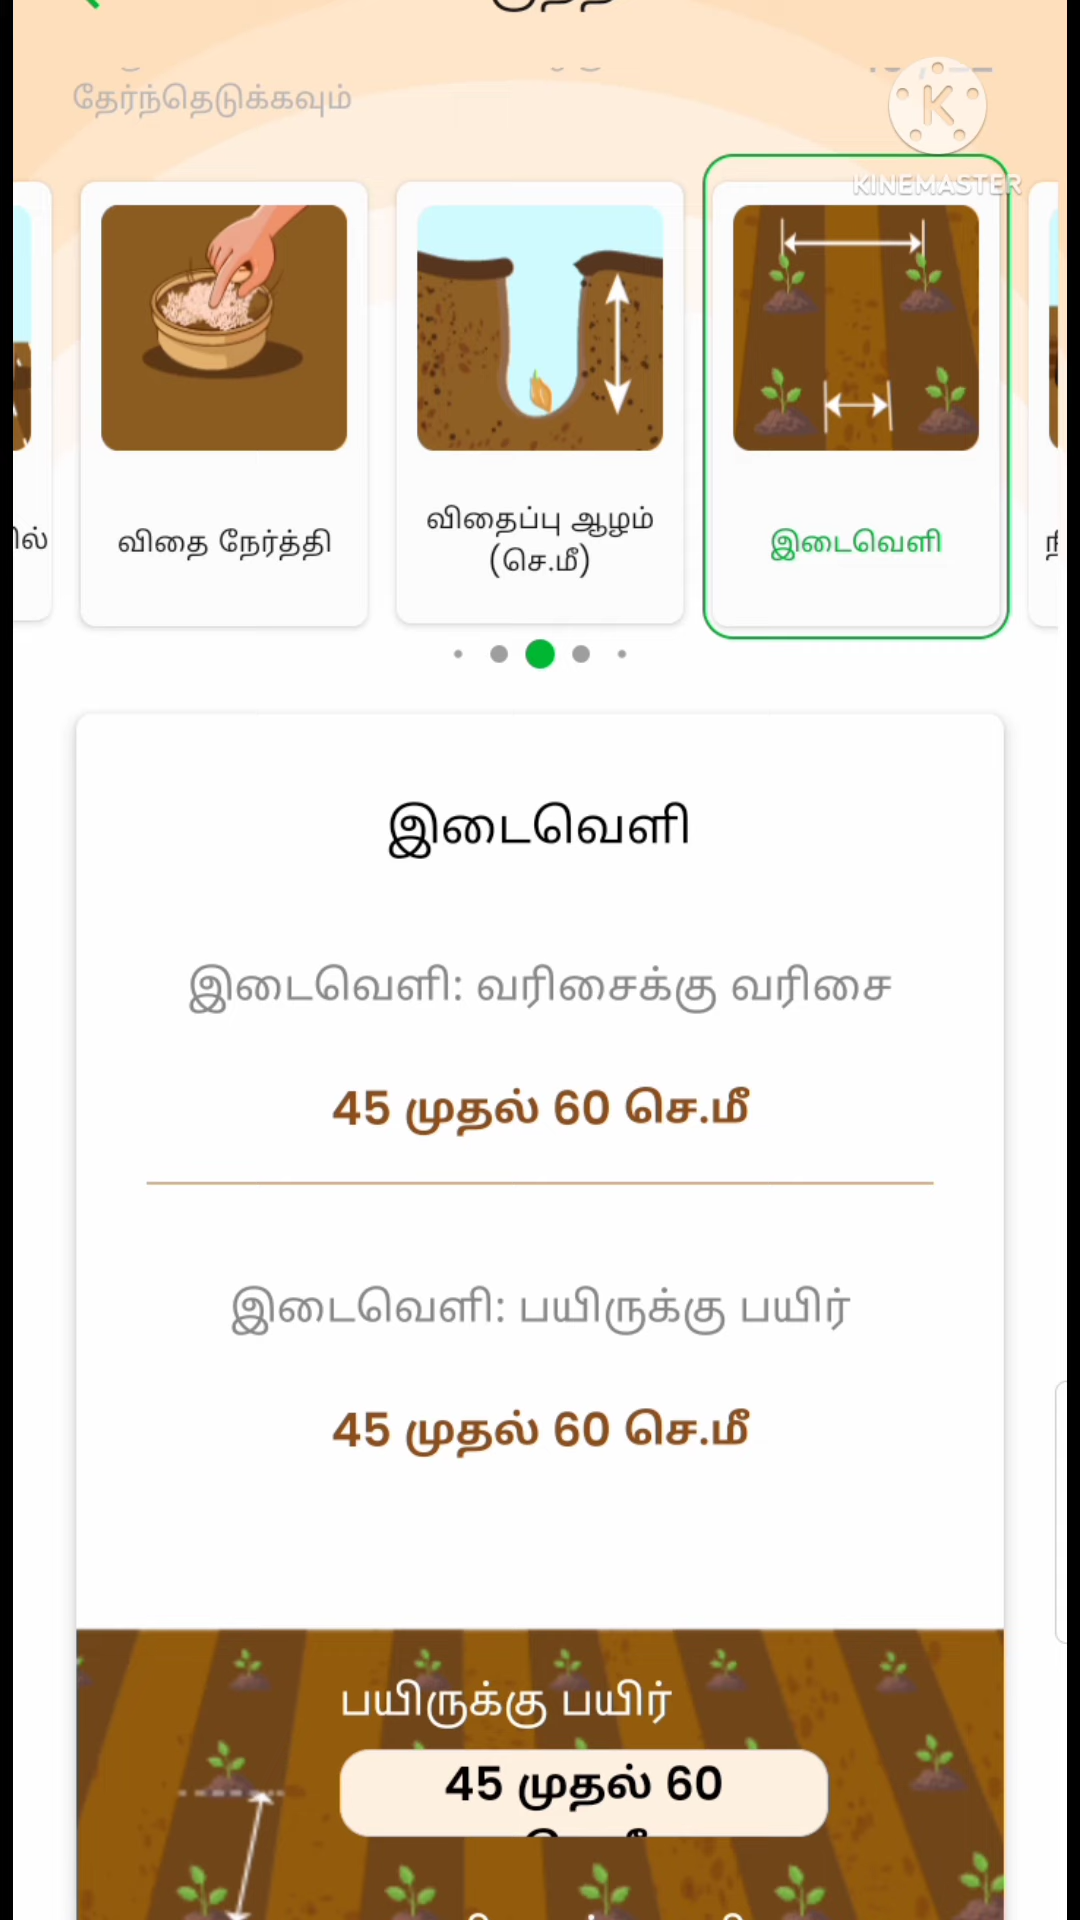 தேர்ந்தெடுக்கவும்
KINEMASTER
விதை நேர்த்தி
விதைப்பு ஆழம்
(செ.மீ)
இடைவெளி
இடைவெளி
இடைவெளி: வரிசைக்கு வரிசை
45 முதல் 60 செ.மீ
இடைவெளி: பயிருக்கு பயிர்
45 முதல் 60 செ.மீ
பயிருக்கு பயிர்
45 முதல் 60